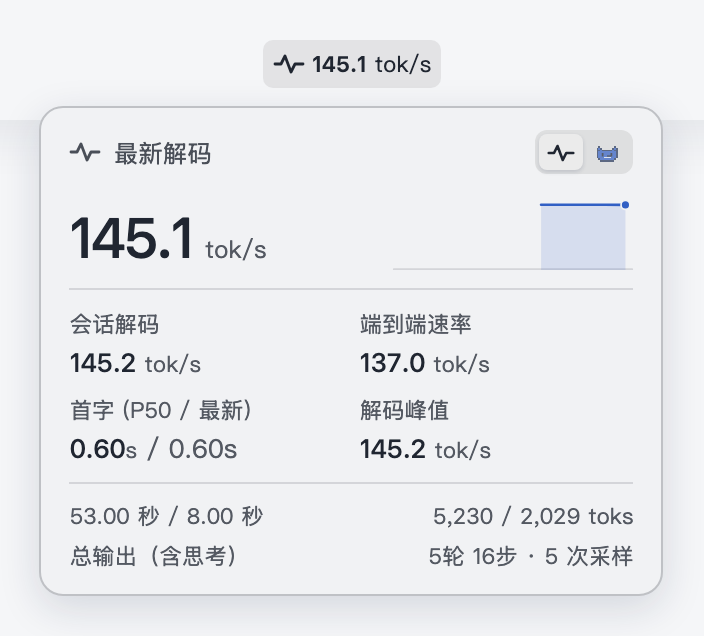 145.1 tok/s
最新解码
145.1 tok/s
会话解码 端到端速率
145.2 tok/s 137.0 tok/s
首字 (P50 / 最新) 解码峰值
0.60s / 0.60s 145.2 tok/s
53.00 秒 / 8.00 秒 5,230 / 2,029 toks
总输出（含思考） 5轮 16步 · 5 次采样